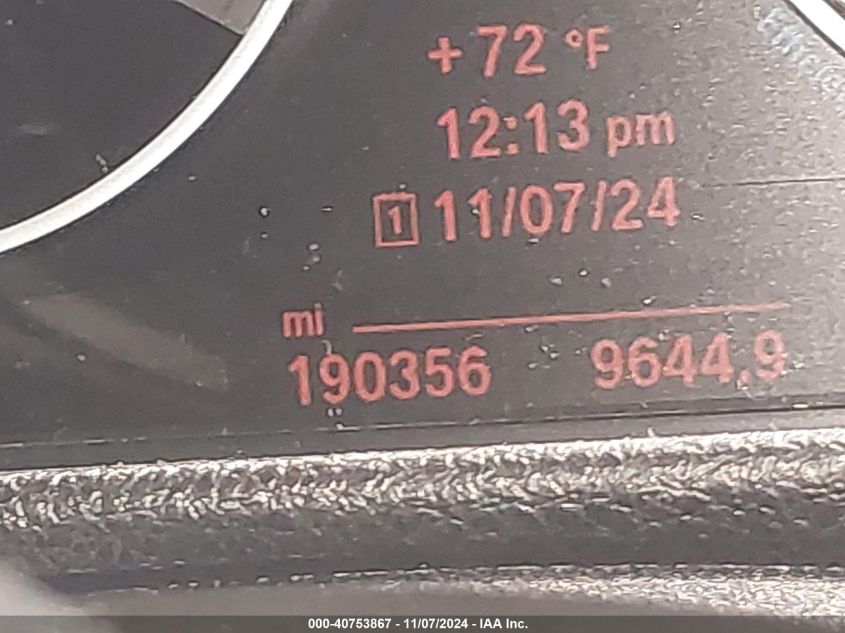 +72 °F
12:13 pm
1 11/07/24
mi
190356 9644.9
000-40753867 - 11/07/2024 - IAA Inc.